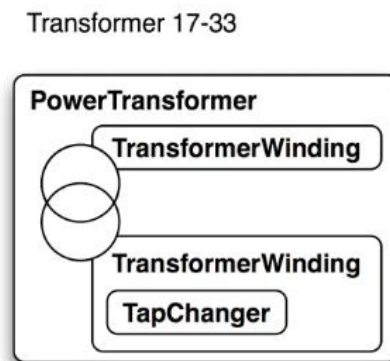 Transformer 17-33
PowerTransformer
TransformerWinding
TransformerWinding
TapChanger